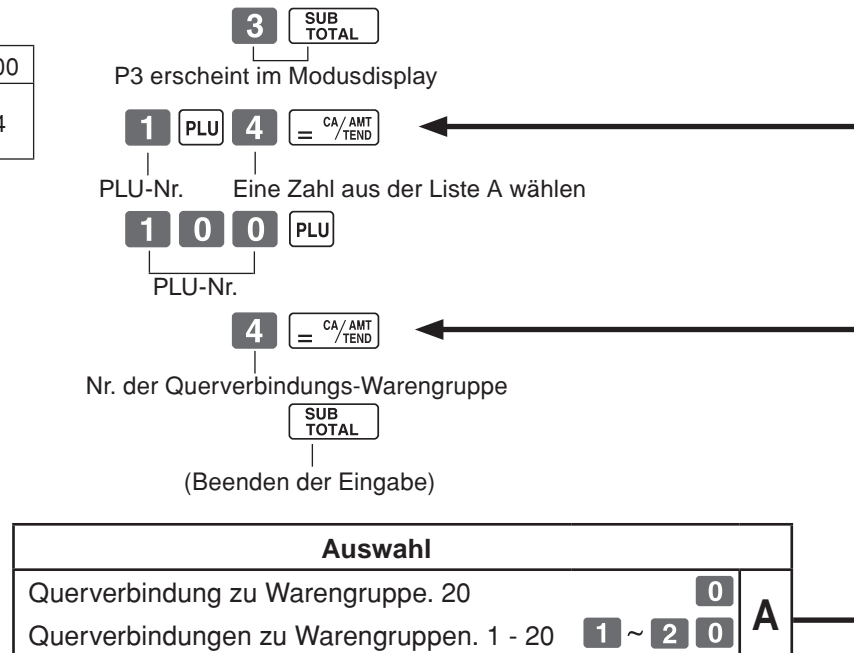 3 SUB TOTAL
00
P3 erscheint im Modusdisplay
4
1 PLU 4 = CA/AMT/TEND
PLU-Nr. Eine Zahl aus der Liste A wählen
1 0 0 PLU
PLU-Nr.
4 = CA/AMT/TEND
Nr. der Querverbindungs-Warengruppe
SUB TOTAL
(Beenden der Eingabe)
Auswahl
Querverbindung zu Warengruppe. 20 0
A
Querverbindungen zu Warengruppen. 1 - 20 1 ~ 2 0